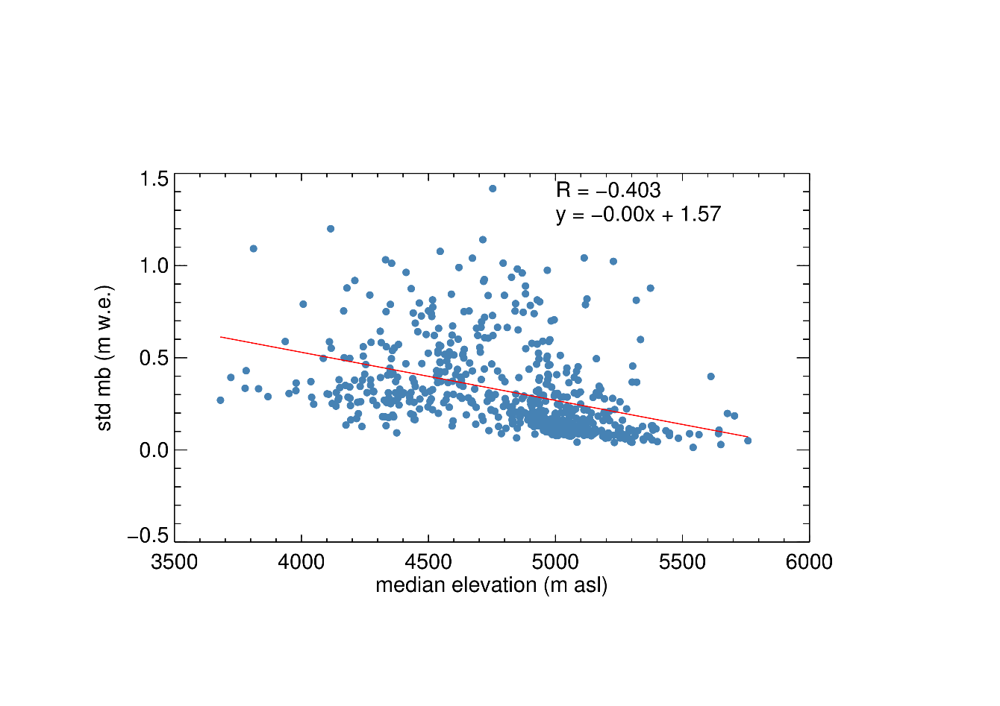 1.5
1.0
0.5
0.0
−0.5
std mb (m w.e.)
R = −0.403
y = −0.00x + 1.57
3500 4000 4500 5000 5500 6000
median elevation (m asl)